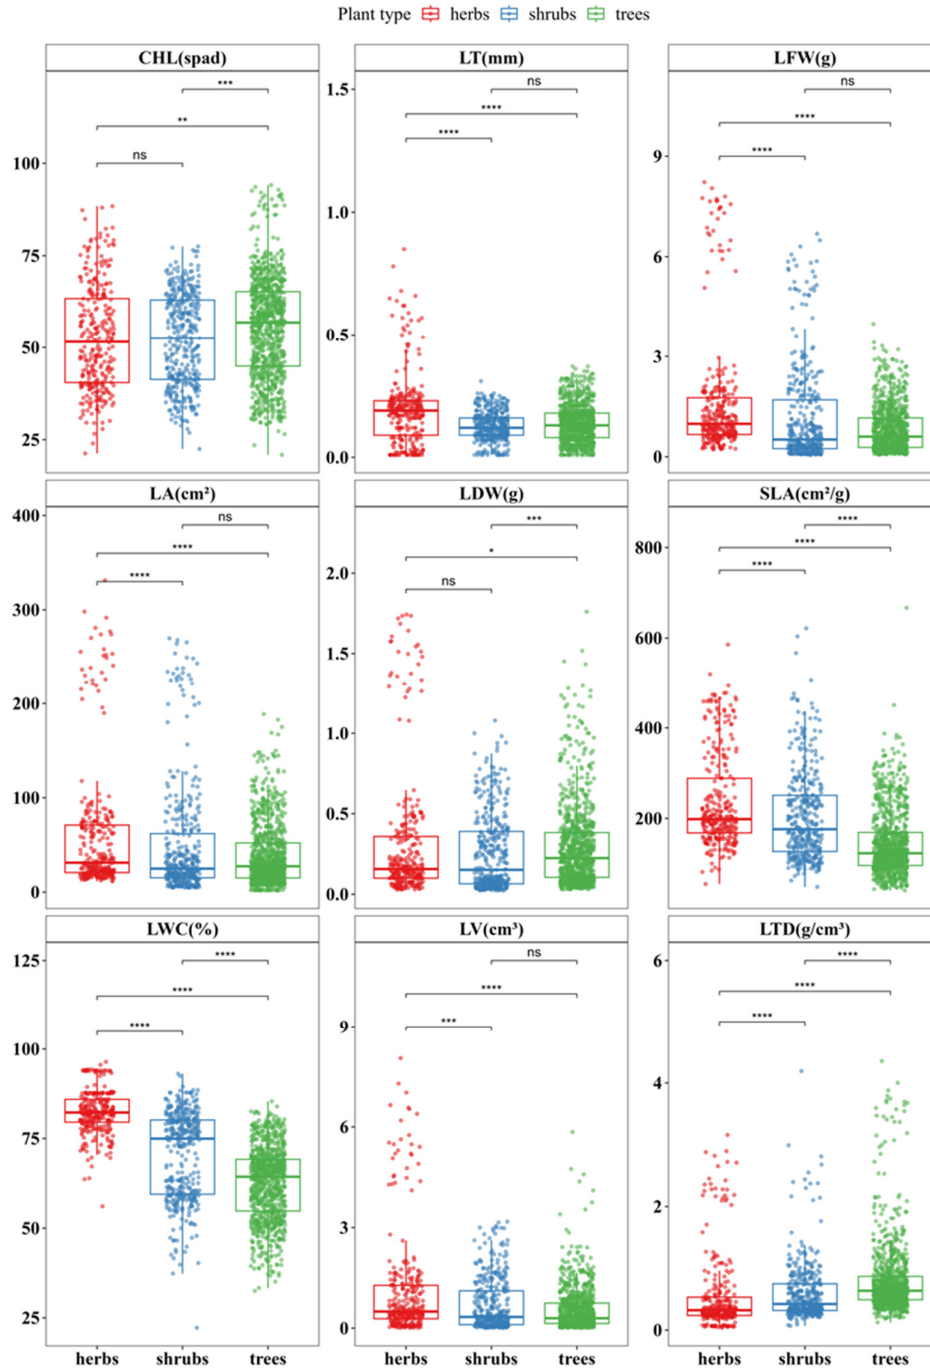 Plant type herbs shrubs trees
CHL(spad) LT(mm) LFW(g)
*** ns ns
** **** ****
ns **** ****
100 75 50 25
1.5 1.0 0.5 0.0
9 6 3 0
LA(cm²) LDW(g) SLA(cm²/g)
ns *** ****
**** * ****
**** ns ****
400 300 200 100 0
2.0 1.5 1.0 0.5 0.0
800 600 400 200
LWC(%) LV(cm³) LTD(g/cm³)
**** ns ****
**** **** ****
**** *** ****
125 100 75 50 25
9 6 3 0
6 4 2 0
herbs shrubs trees herbs shrubs trees herbs shrubs trees